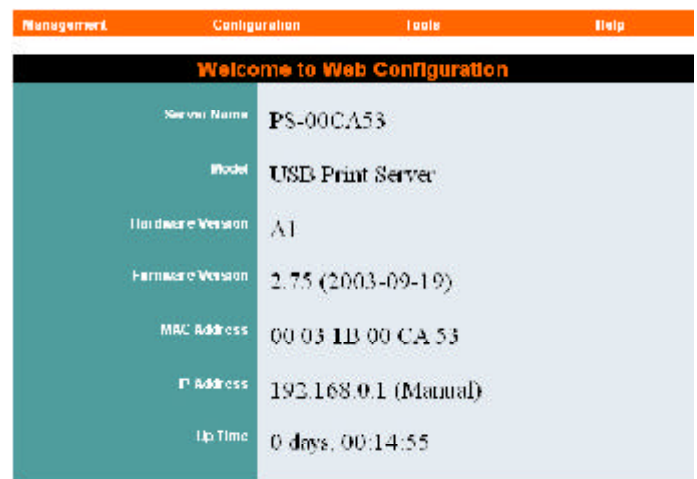 Management Configuration Tools Help
Welcome to Web Configuration
Server Name PS-00CA53
Model USB Print Server
Hardware Version A1
Firmware Version 2.75 (2003-09-19)
MAC Address 00 03 1B 00 CA 53
IP Address 192.168.0.1 (Manual)
Up Time 0 days, 00:14:55